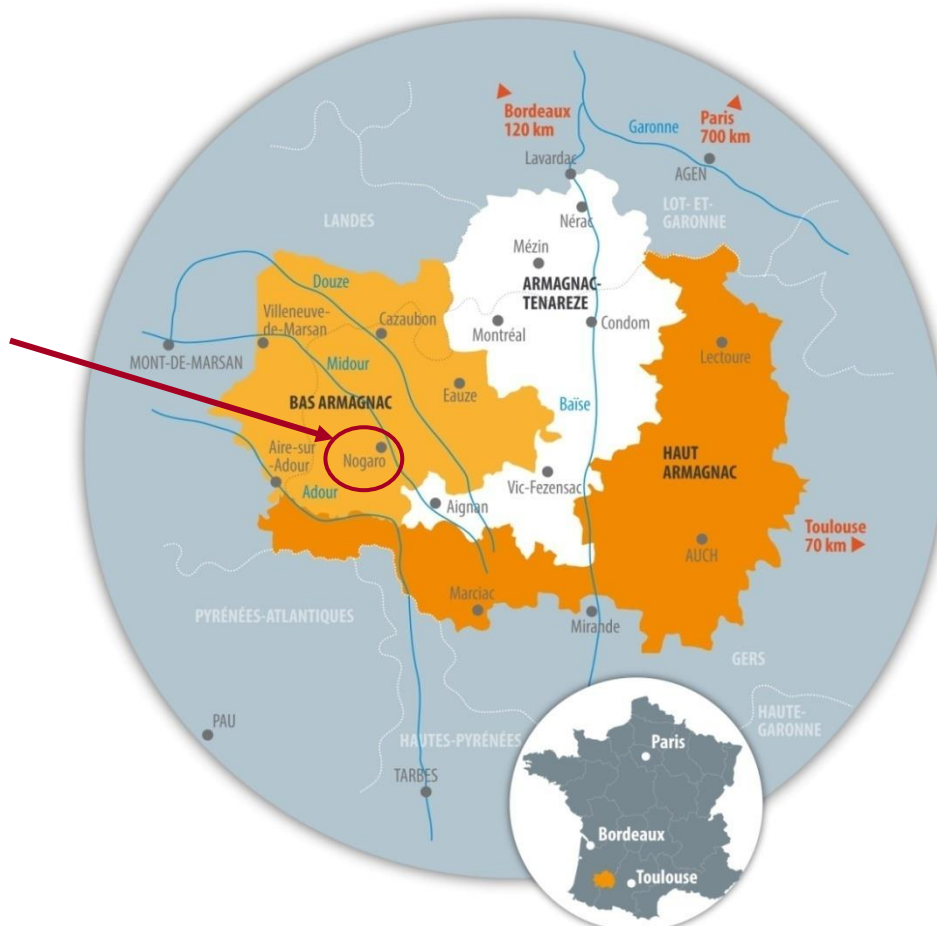 Bordeaux
120 km
Paris
700 km
Garonne
Lavardac
AGEN
LOT- ET-
GARONNE
Nérac
LANDES
Mézin
ARMAGNAC-
TENAREZE
Douze
Villeneuve-
de-Marsan
Cazaubon
Montréal
Condom
MONT-DE-MARSAN
Midour
Lectoure
Eauze
BAS ARMAGNAC
Baïse
Aire-sur
-Adour
Nogaro
HAUT
ARMAGNAC
Adour
Vic-Fezensac
Aignan
Toulouse
70 km
AUCH
Marciac
Mirande
PYRÉNÉES-ATLANTIQUES
GERS
PAU
HAUTES-PYRÉNÉES
HAUTE-
GARONNE
TARBES
Paris
Bordeaux
Toulouse